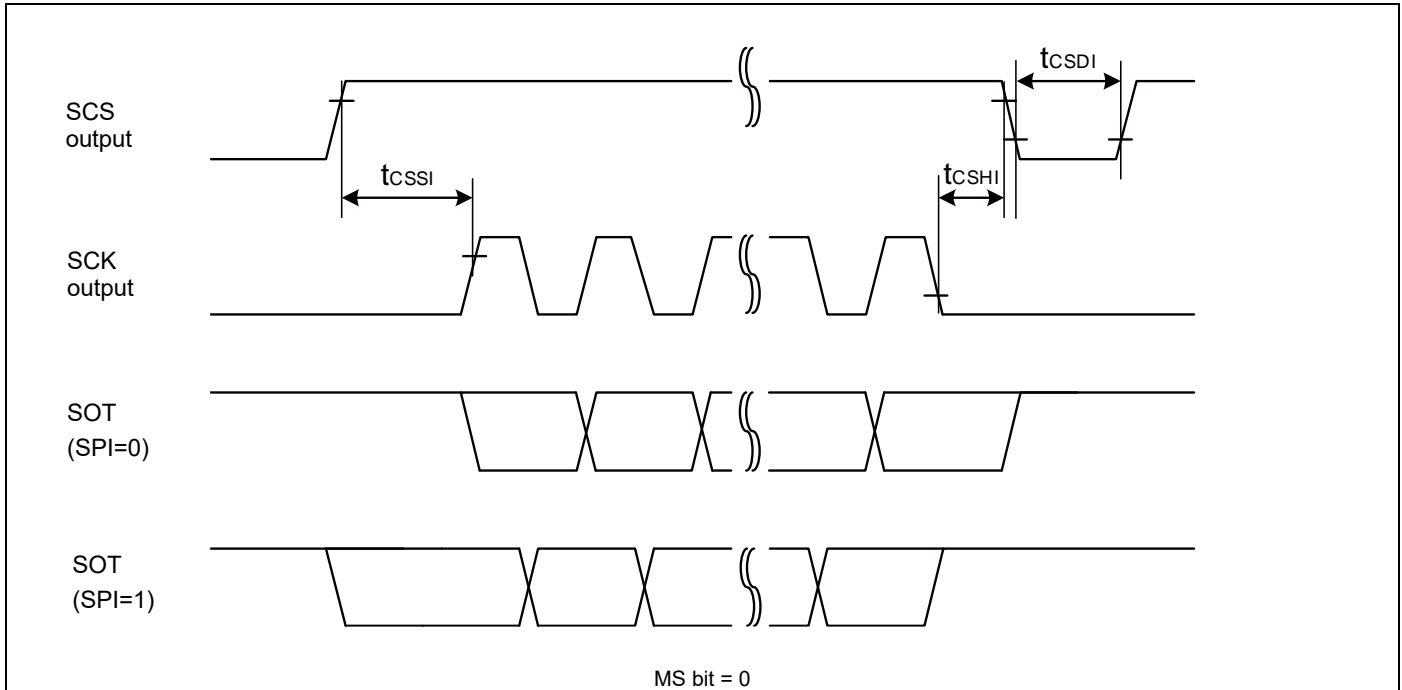 tCSDI
SCS
output
tCSSI
tCSHI
SCK
output
SOT
(SPI=0)
SOT
(SPI=1)
MS bit = 0